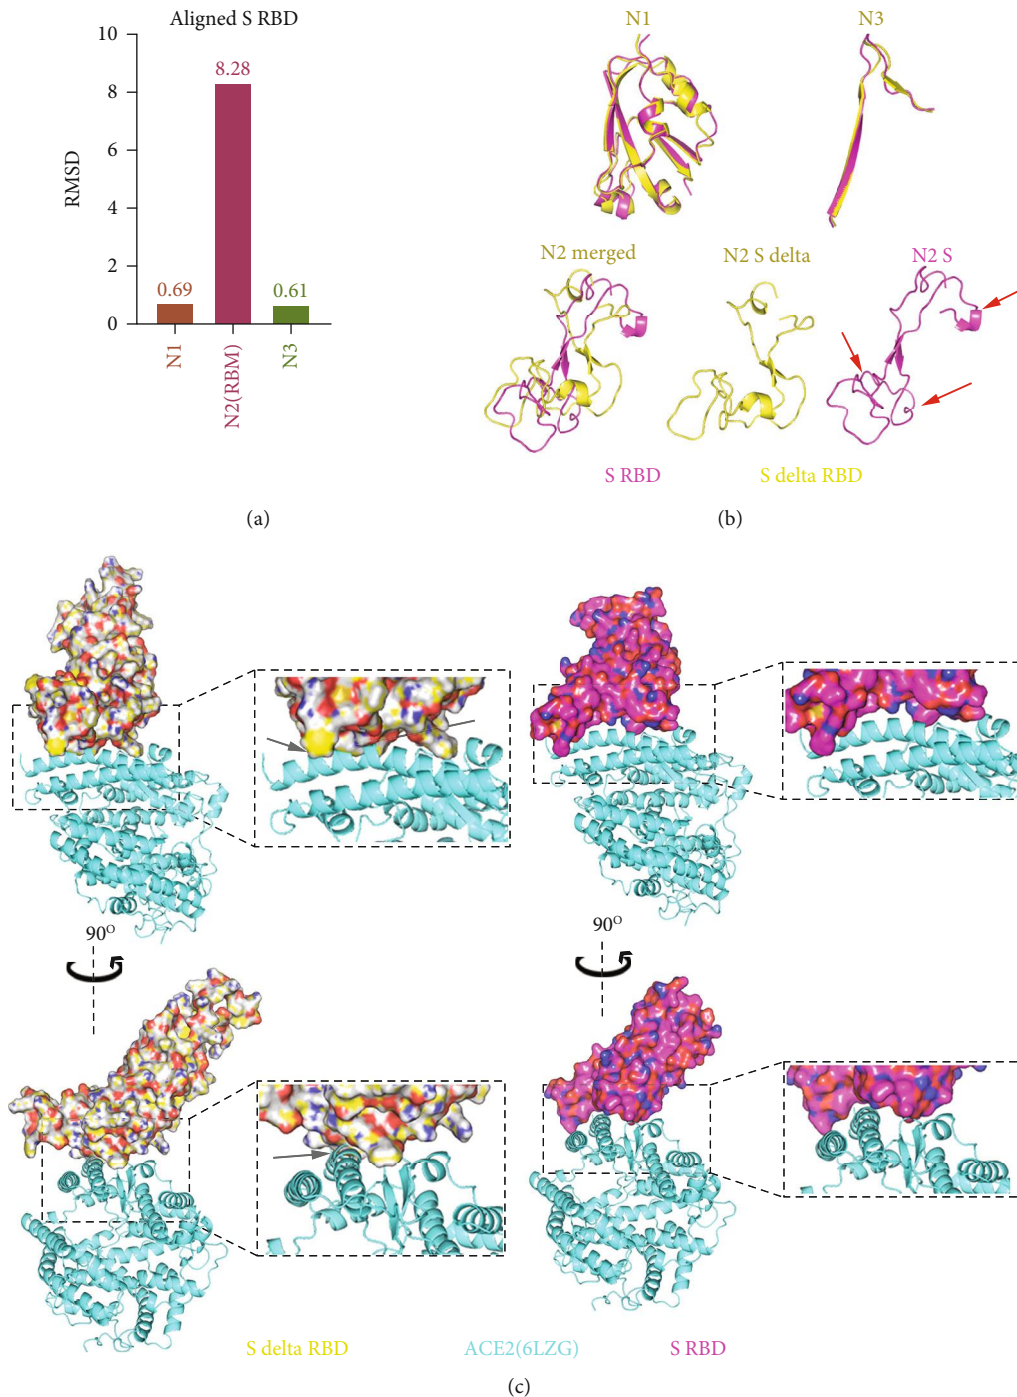 Aligned S RBD
RMSD
10
8
6
4
2
0
0.69
8.28
0.61
N1
N2(RBM)
N3
(a)
N1
N3
N2 merged
N2 S delta
N2 S
S RBD
S delta RBD
(b)
90°
90°
S delta RBD
ACE2(6LZG)
S RBD
(c)